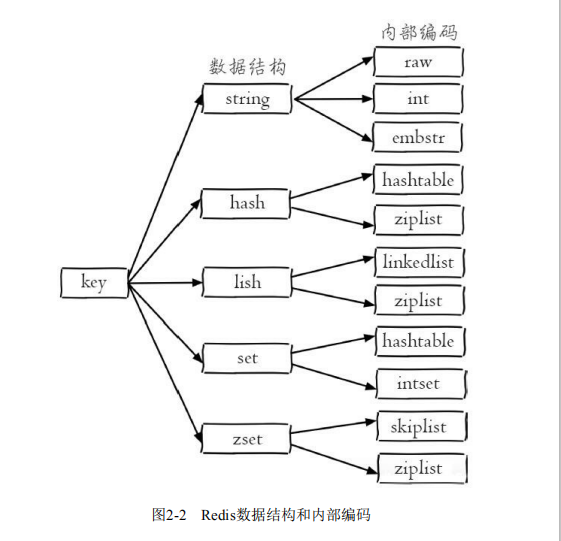 内部编码
数据结构
raw
string
int
embstr
hashtable
hash
ziplist
linkedlist
key
lish
ziplist
hashtable
set
intset
skiplist
zset
ziplist
图2-2 Redis数据结构和内部编码